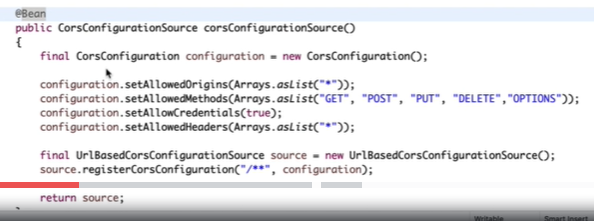 @Bean
public CorsConfigurationSource corsConfigurationSource()
{
final CorsConfiguration configuration = new CorsConfiguration();
configuration.setAllowedOrigins(Arrays.asList("*"));
configuration.setAllowedMethods(Arrays.asList("GET", "POST", "PUT", "DELETE","OPTIONS"));
configuration.setAllowCredentials(true);
configuration.setAllowedHeaders(Arrays.asList("*"));
final UrlBasedCorsConfigurationSource source = new UrlBasedCorsConfigurationSource();
source.registerCorsConfiguration("/**", configuration);
return source;
Writable Smart Insert